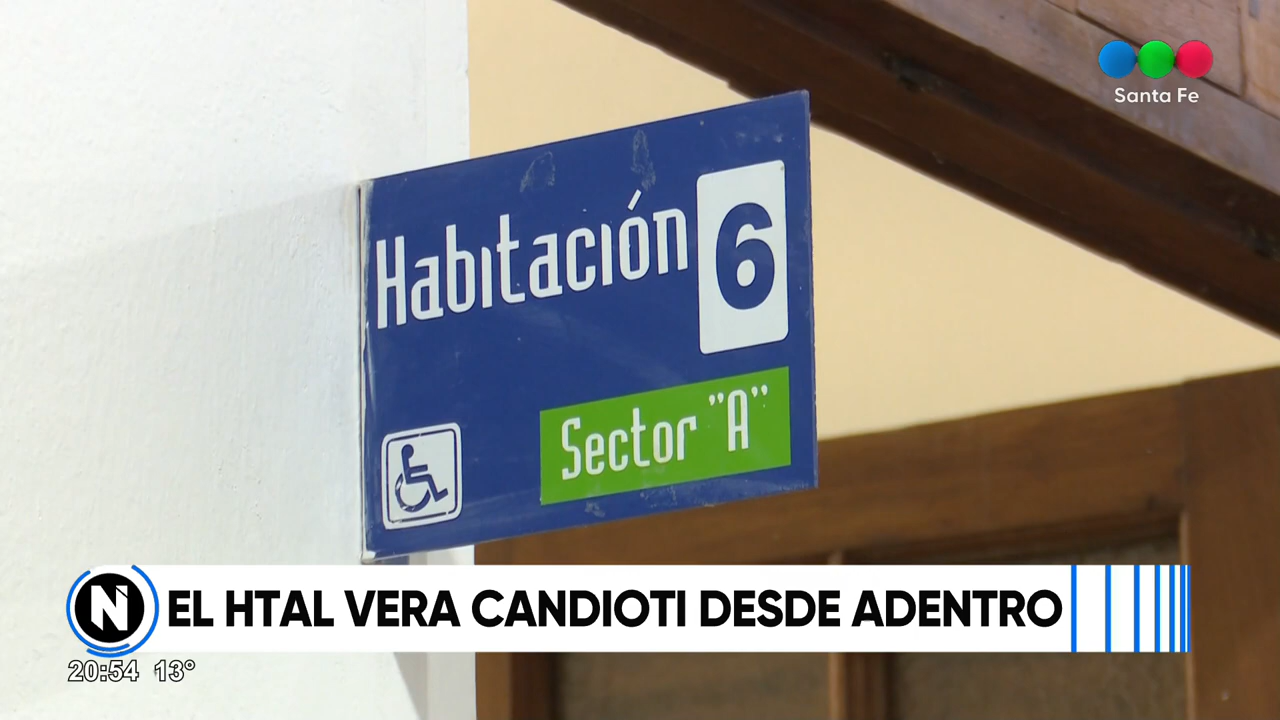 Santa Fe
Habitación 6
Sector "A"
N EL HTAL VERA CANDIOTI DESDE ADENTRO
20:54 13°